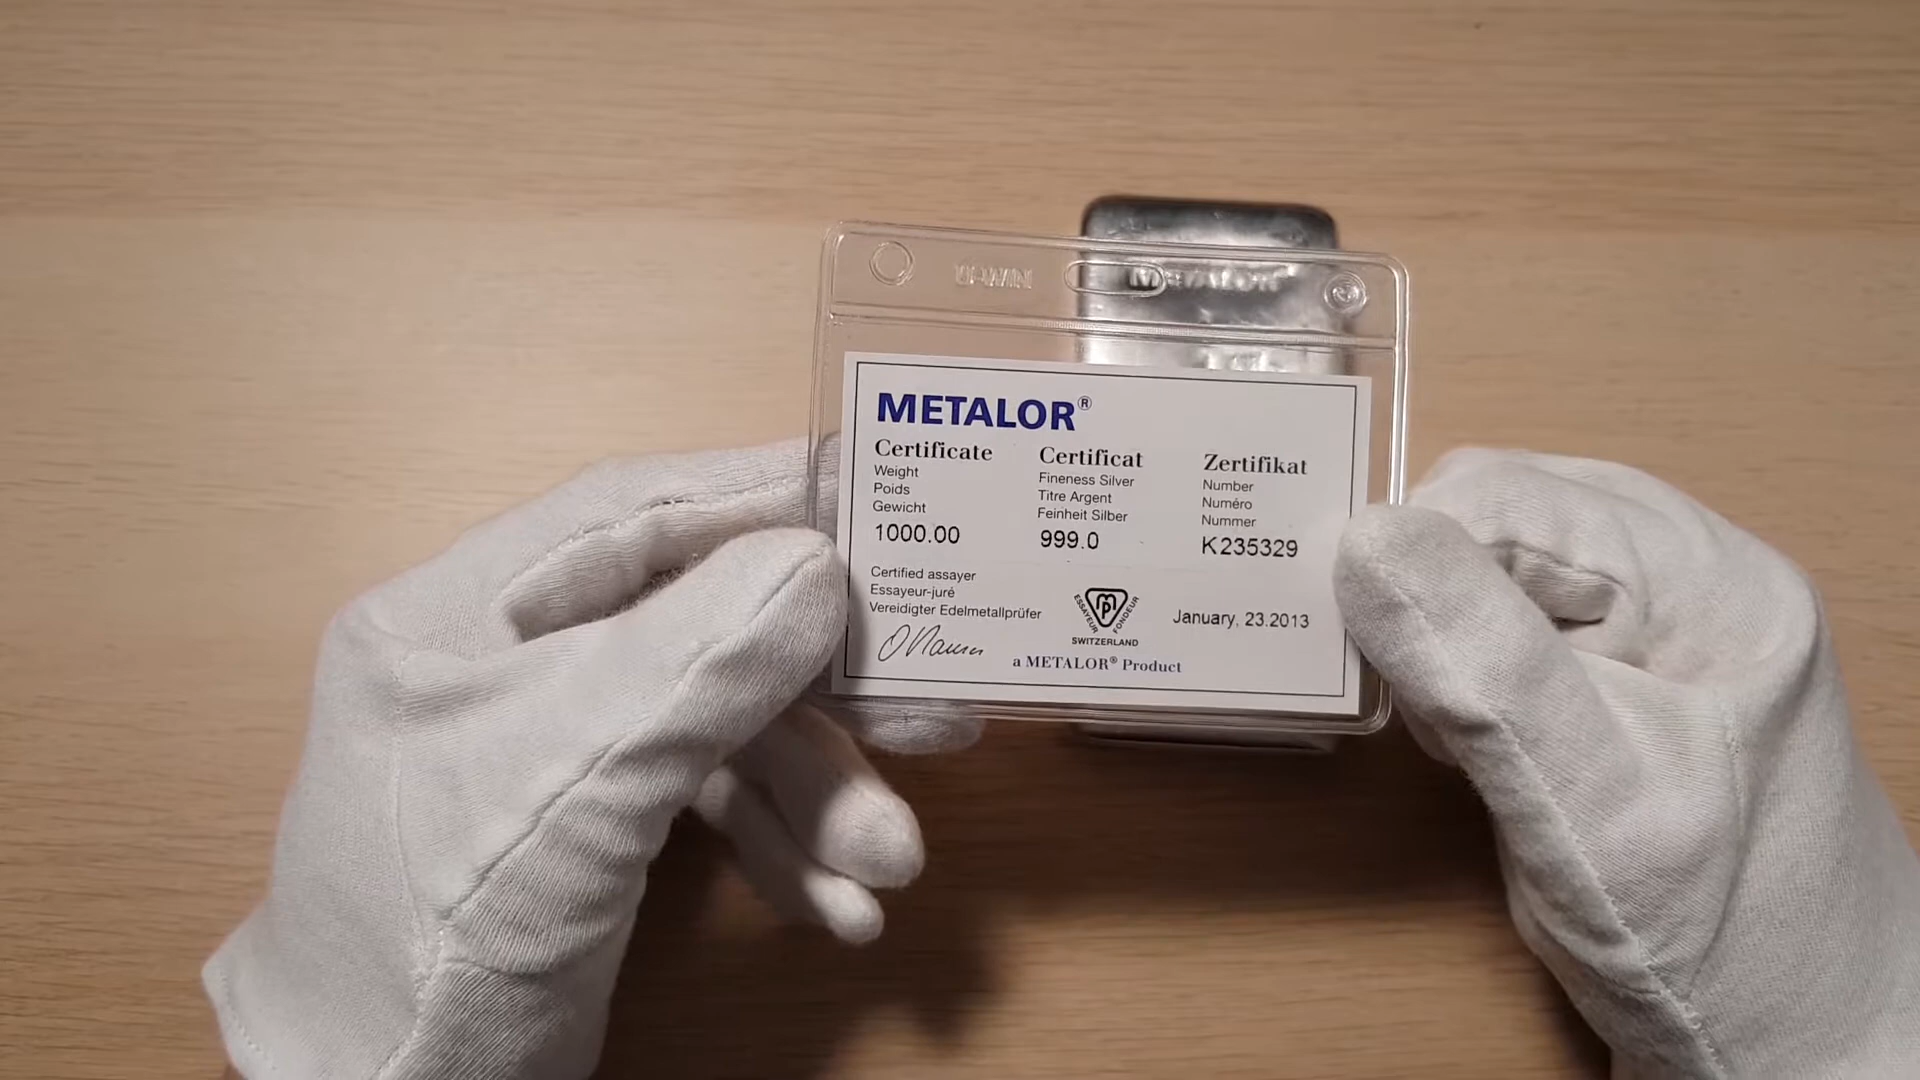 METALOR
METALOR®
Certificate Certificat Zertifikat
Weight Fineness Silver Number
Poids Titre Argent Numéro
Gewicht Feinheit Silber Nummer
1000.00 999.0 K235329
Certified assayer
Essayeur-juré
Vereidigter Edelmetallprüfer
ESSAYEUR FONDEUR
SWITZERLAND
January, 23.2013
a METALOR® Product